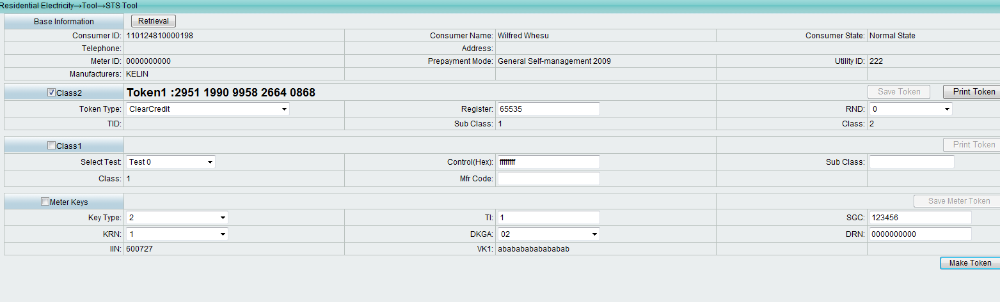 Residential Electricity→Tool→STS Tool
Base Information Retrieval
Consumer ID: 110124810000198 Consumer Name: Wilfred Whesu Consumer State: Normal State
Telephone: Address:
Meter ID: 0000000000 Prepayment Mode: General Self-management 2009 Utility ID: 222
Manufacturers: KELIN
Class2 Token1 :2951 1990 9958 2664 0868 Save Token Print Token
Token Type: ClearCredit Register: 65535 RND: 0
TID: Sub Class: 1 Class: 2
Class1 Print Token
Select Test: Test 0 Control(Hex): ffffffff Sub Class:
Class: 1 Mfr Code:
Meter Keys Save Meter Token
Key Type: 2 TI: 1 SGC: 123456
KRN: 1 DKGA: 02 DRN: 0000000000
IIN: 600727 VK1: abababababababab
Make Token